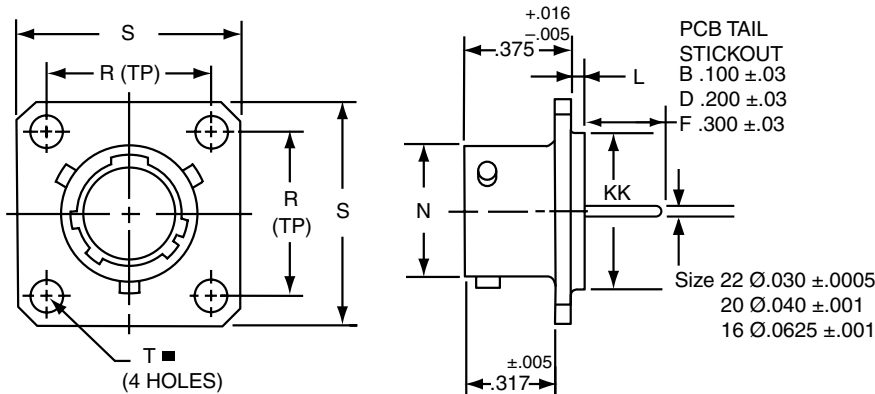 S
R (TP)
R
(TP)
S
T ■
(4 HOLES)
+.016
–.005
.375
L
PCB TAIL
STICKOUT
B .100 ±.03
D .200 ±.03
F .300 ±.03
N
KK
Size 22 Ø.030 ±.0005
20 Ø.040 ±.001
16 Ø.0625 ±.001
±.005
.317